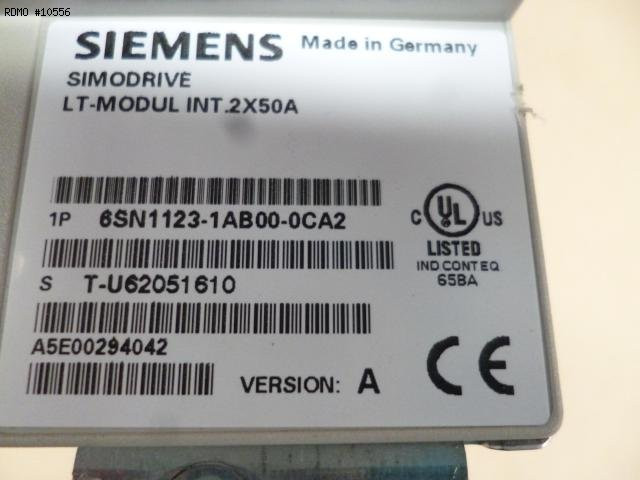 RDMO #10556
SIEMENS Made in Germany
SIMODRIVE
LT-MODUL INT.2X50A
1P 6SN1123-1AB00-0CA2
C UL US
LISTED
IND CONT EQ
65BA
S T-U62051610
A5E00294042
VERSION: A CE